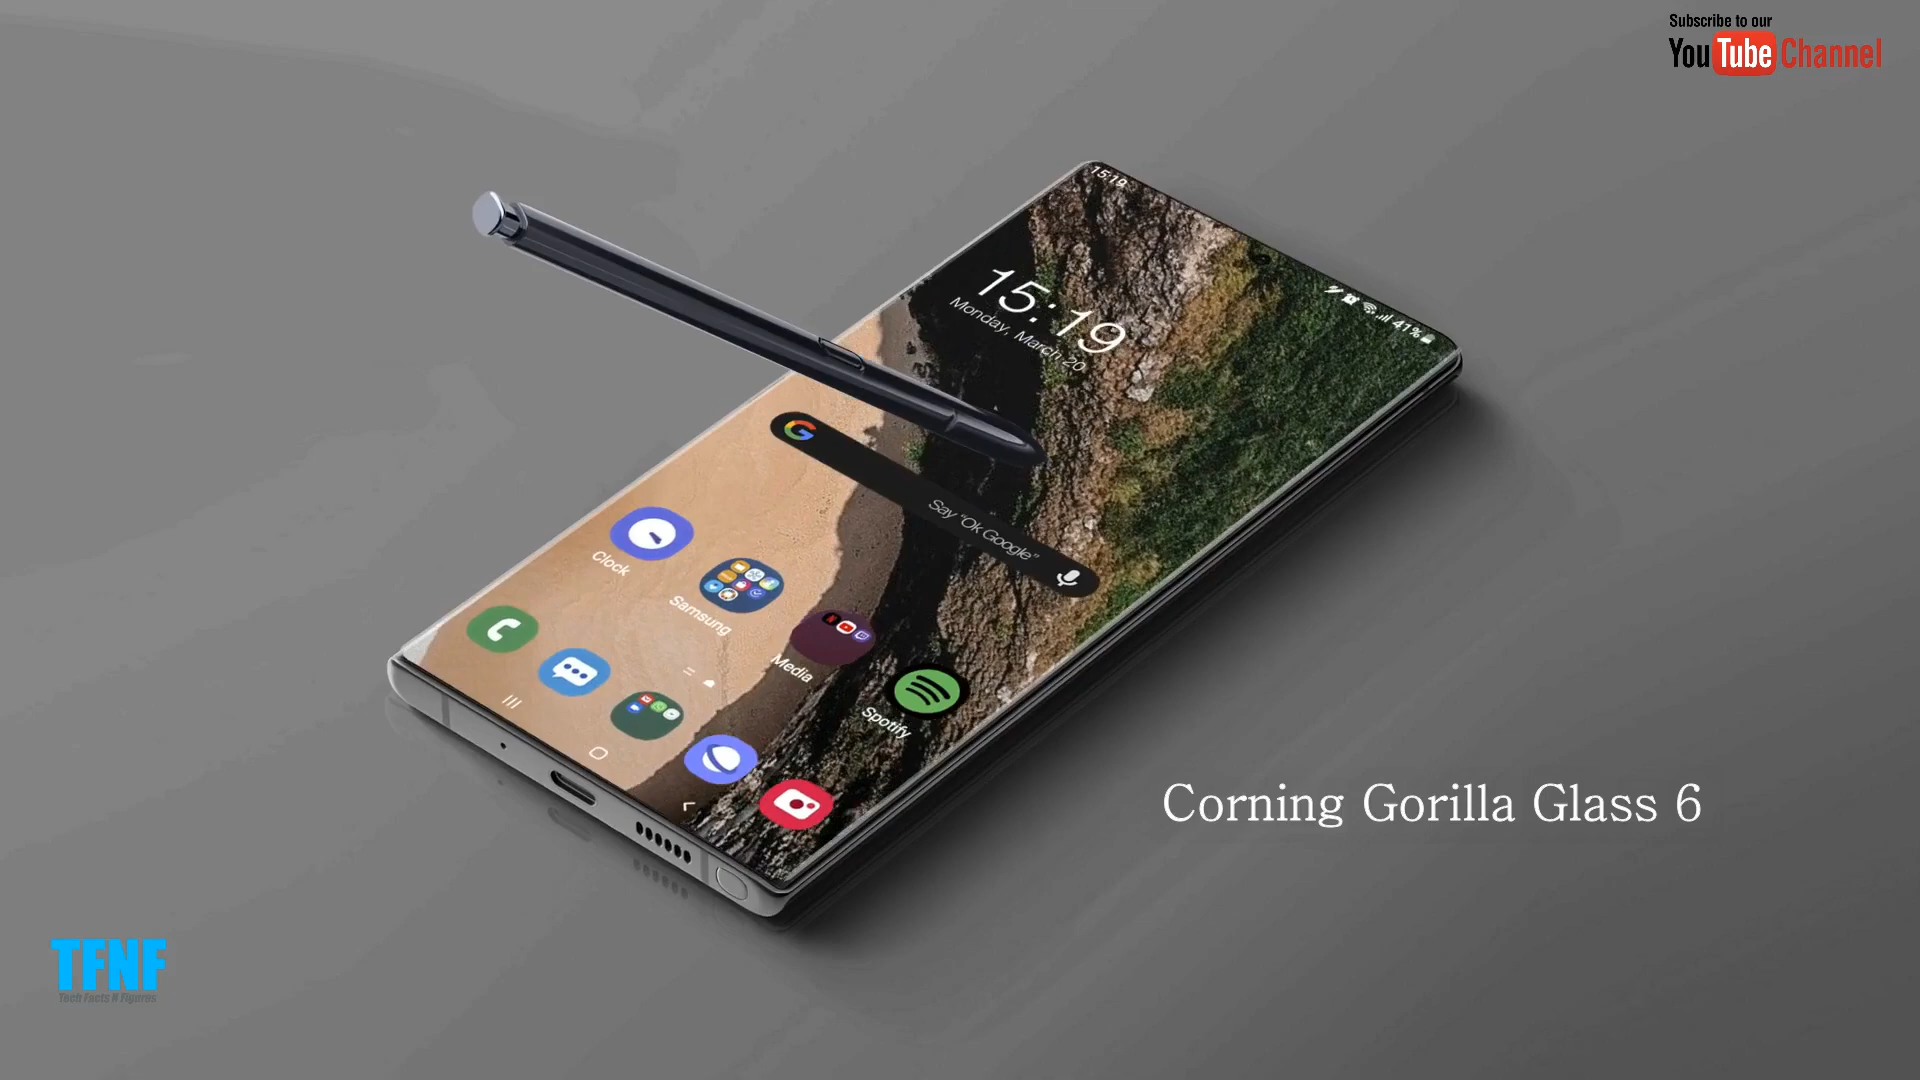 Subscribe to our
YouTube Channel
15:19
41%
15:19
Monday, March 20
Say "Ok Google"
Clock
Samsung
Media
Spotify
Corning Gorilla Glass 6
TFNF
Tech Facts N Figures